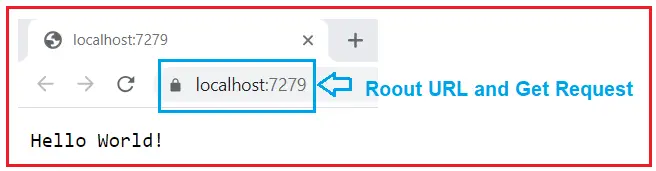 localhost:7279
localhost:7279 Roout URL and Get Request
Hello World!